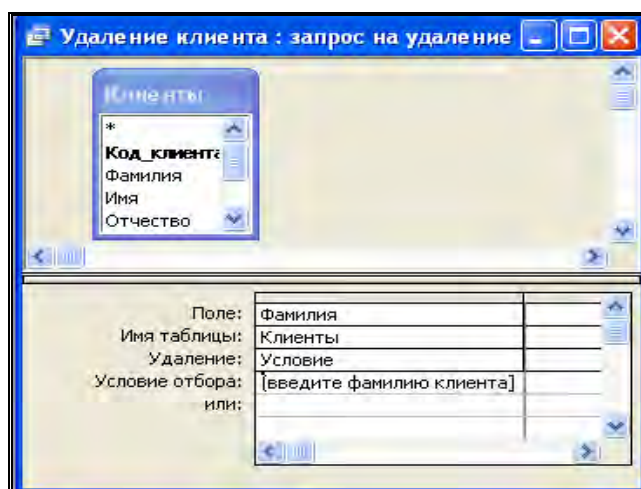 Удаление клиента : запрос на удаление
Клиенты
*
Код_клиента
Фамилия
Имя
Отчество
Поле: Фамилия
Имя таблицы: Клиенты
Удаление: Условие
Условие отбора: [введите фамилию клиента]
или: